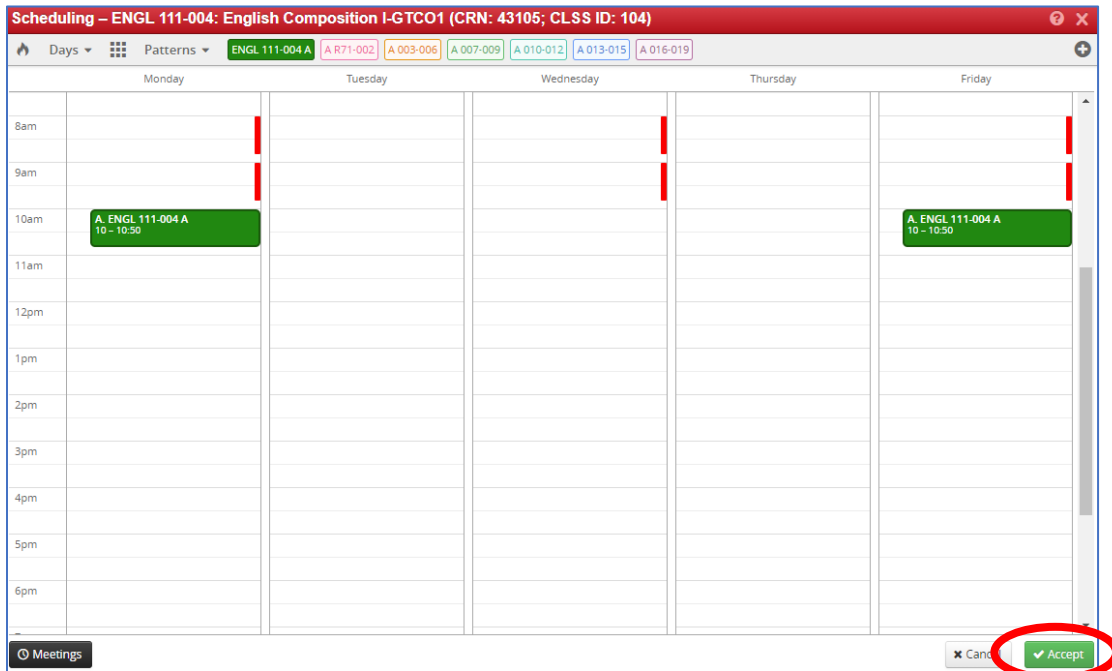 Scheduling – ENGL 111-004: English Composition I-GTCO1 (CRN: 43105; CLSS ID: 104)
Days Patterns ENGL 111-004 A A R71-002 A 003-006 A 007-009 A 010-012 A 013-015 A 016-019
Monday Tuesday Wednesday Thursday Friday
8am
9am
10am
A. ENGL 111-004 A
10 – 10:50
A. ENGL 111-004 A
10 – 10:50
11am
12pm
1pm
2pm
3pm
4pm
5pm
6pm
Meetings
Accept